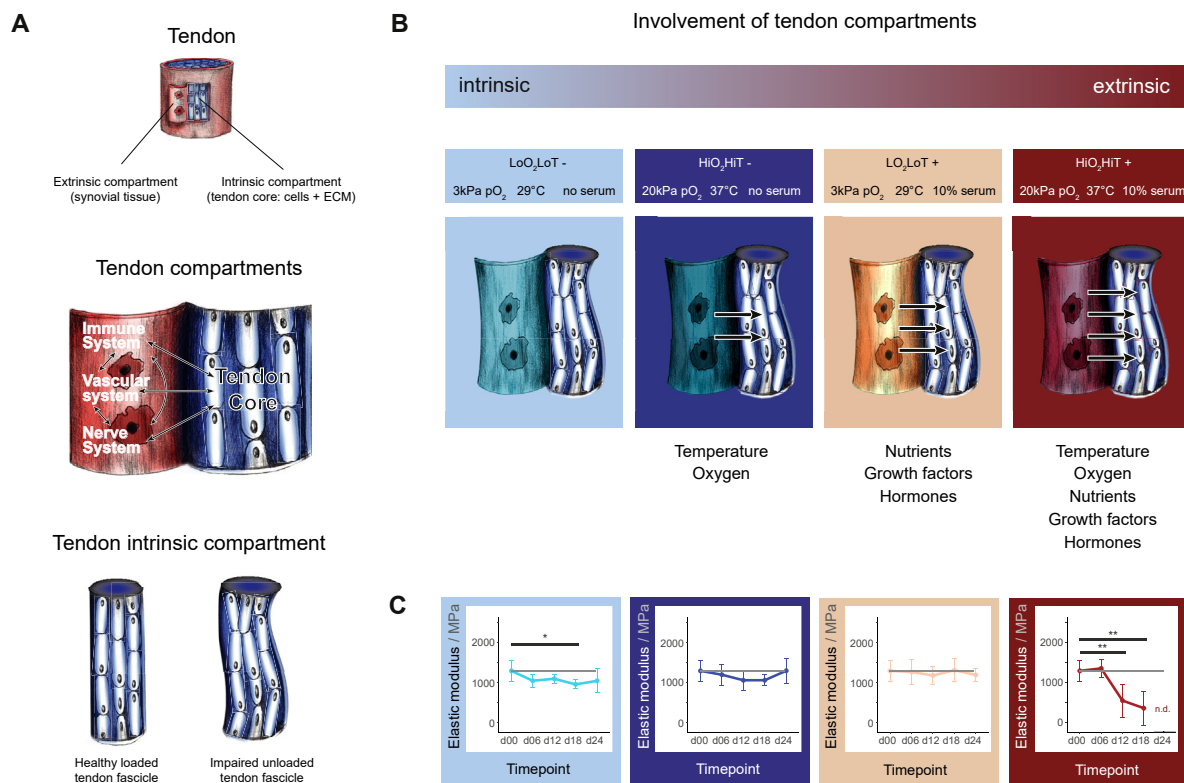 A
Tendon
Extrinsic compartment
(synovial tissue)
Intrinsic compartment
(tendon core: cells + ECM)
Tendon compartments
Immune
System
Vascular
system
Nerve
System
Tendon
Core
Tendon intrinsic compartment
Healthy loaded
tendon fascicle
Impaired unloaded
tendon fascicle
B
Involvement of tendon compartments
intrinsic
extrinsic
LoO₂LoT -
3kPa pO₂ 29°C no serum
HiO₂HiT -
20kPa pO₂ 37°C no serum
LO₂LoT +
3kPa pO₂ 29°C 10% serum
HiO₂HiT +
20kPa pO₂ 37°C 10% serum
Temperature
Oxygen
Nutrients
Growth factors
Hormones
Temperature
Oxygen
Nutrients
Growth factors
Hormones
C
Elastic modulus / MPa
2000
1000
0
*
d00 d06 d12 d18 d24
Timepoint
Elastic modulus / MPa
2000
1000
0
d00 d06 d12 d18 d24
Timepoint
Elastic modulus / MPa
2000
1000
0
d00 d06 d12 d18 d24
Timepoint
Elastic modulus / MPa
2000
1000
0
**
**
n.d.
d00 d06 d12 d18 d24
Timepoint